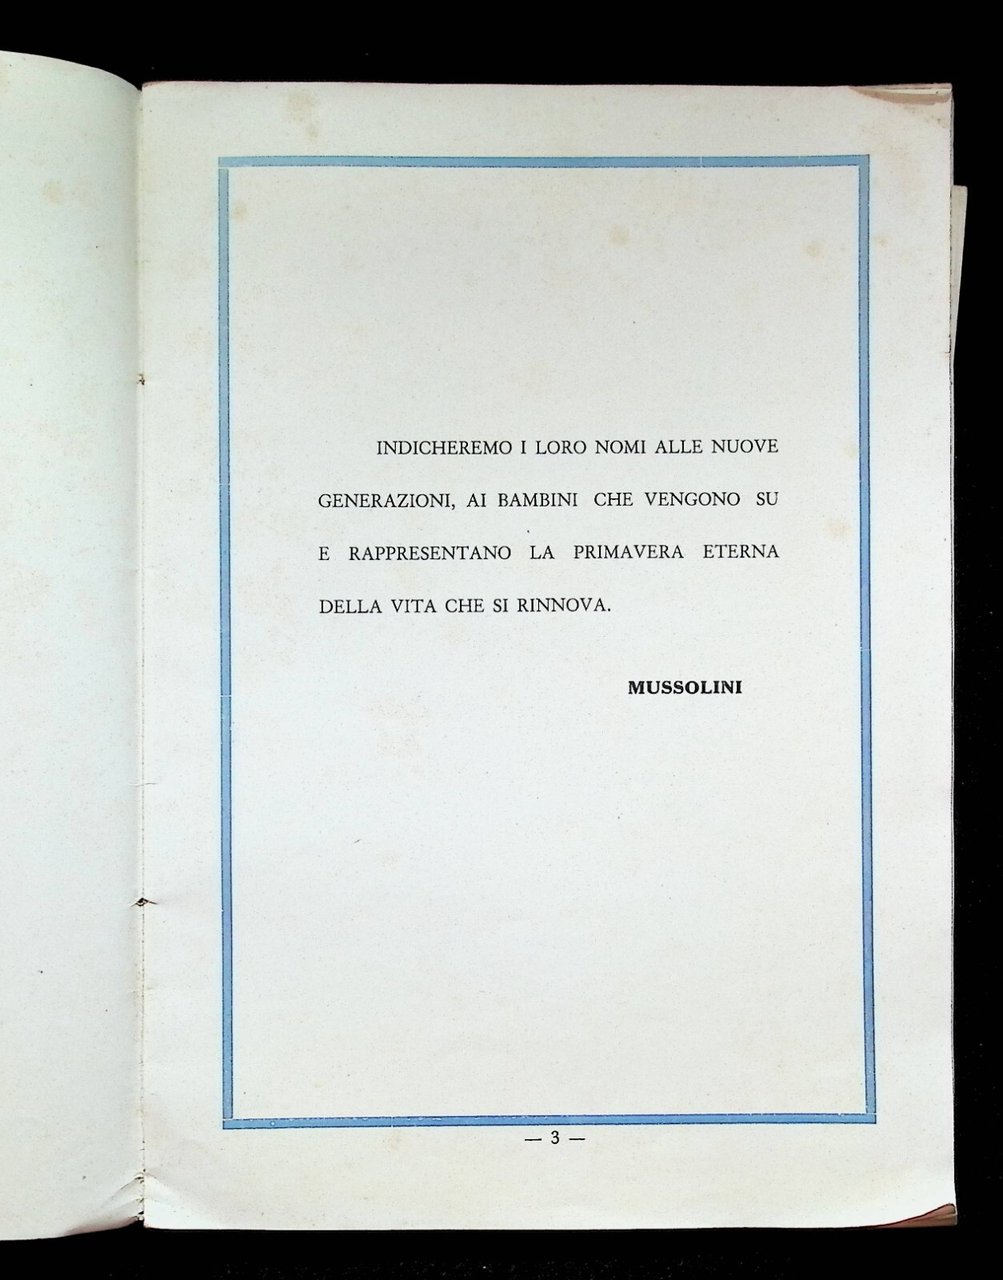 INDICHEREMO I LORO NOMI ALLE NUOVE
GENERAZIONI, AI BAMBINI CHE VENGONO SU
E RAPPRESENTANO LA PRIMAVERA ETERNA
DELLA VITA CHE SI RINNOVA.
MUSSOLINI
— 3 —